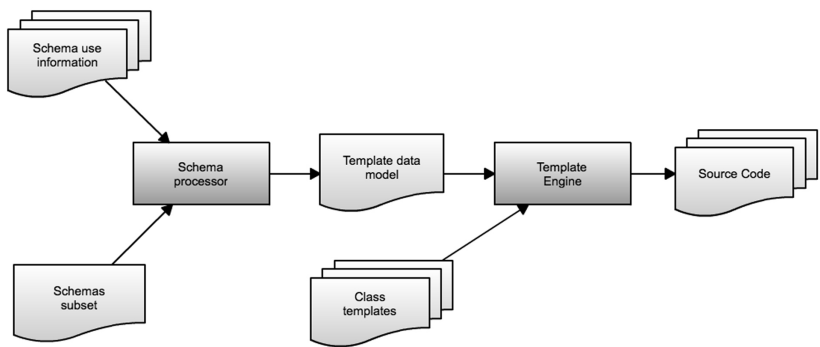 Schema use
information
Schema
processor
Template data
model
Template
Engine
Source Code
Schemas
subset
Class
templates